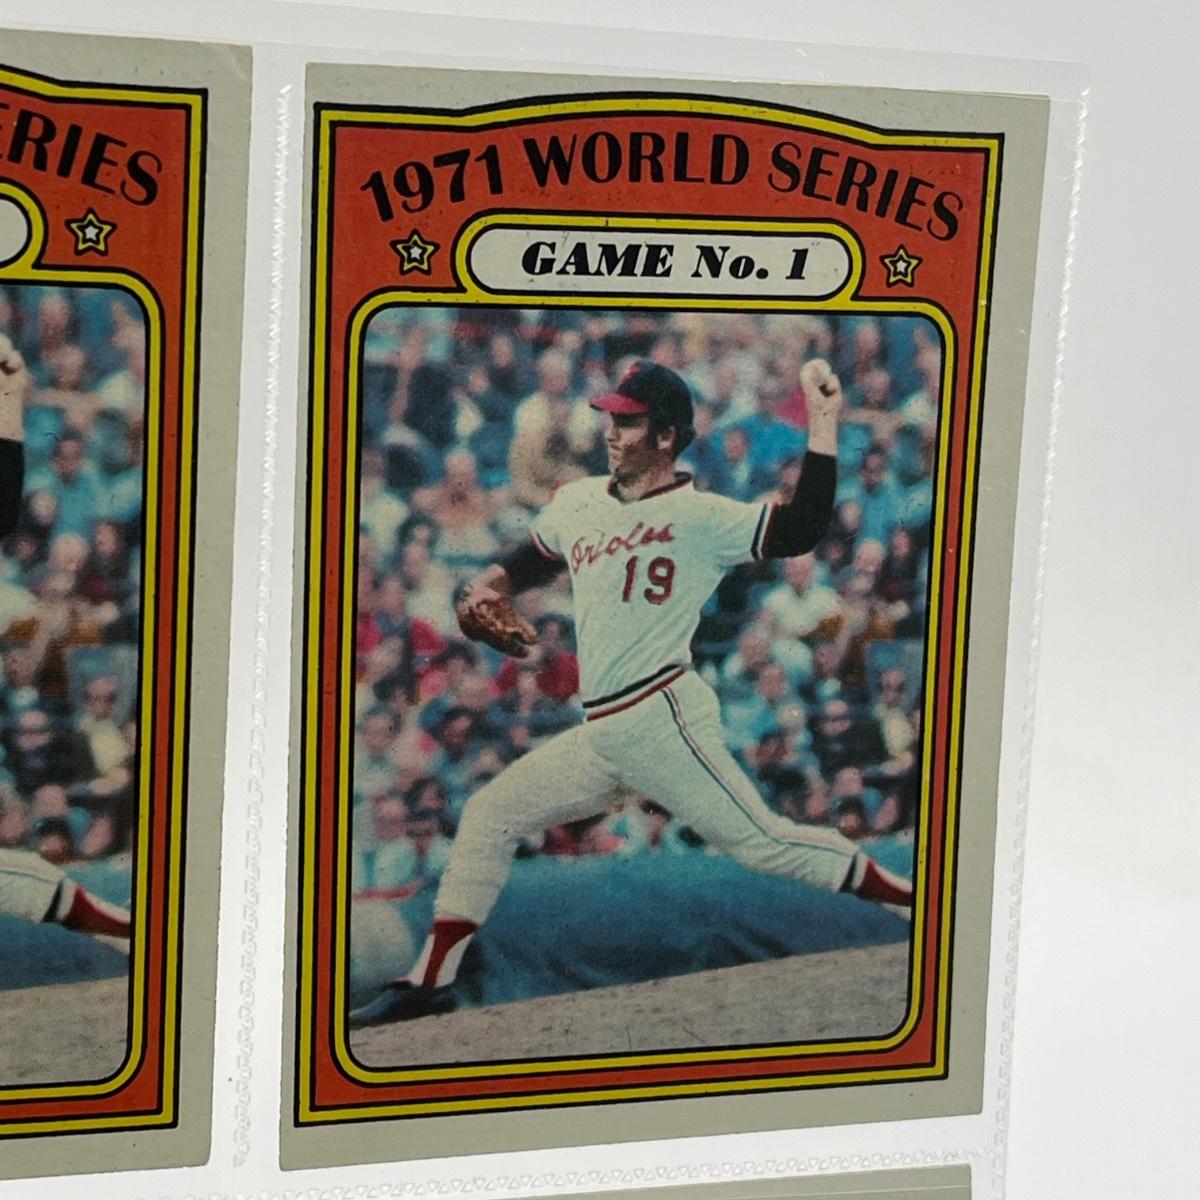 ERIES
1971 WORLD SERIES
GAME No. 1
Orioles
19